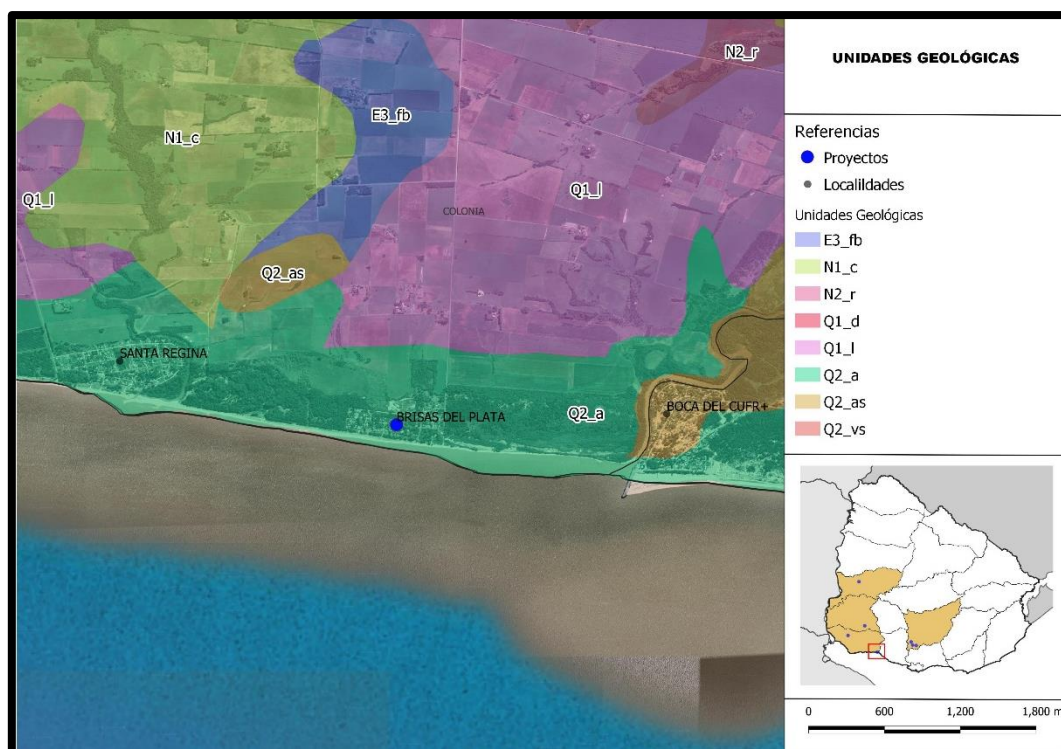 UNIDADES GEOLÓGICAS
N2_r
E3_fb
N1_c
Q1_l
Q1_l
COLONIA
Q2_as
SANTA REGINA
BRISAS DEL PLATA
Q2_a
BOCA DEL CUFR+
Referencias
Proyectos
Localildades
Unidades Geológicas
E3_fb
N1_c
N2_r
Q1_d
Q1_l
Q2_a
Q2_as
Q2_vs
0 600 1,200 1,800 m